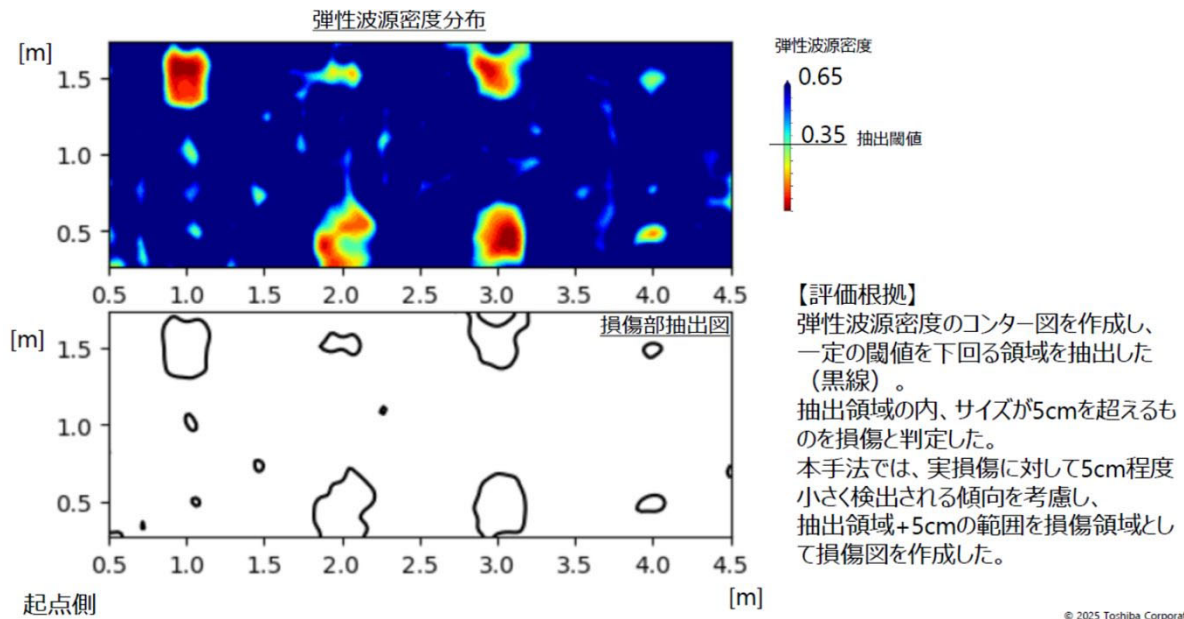 弾性波源密度分布
[m]
1.5
1.0
0.5
0.5 1.0 1.5 2.0 2.5 3.0 3.5 4.0 4.5
弾性波源密度
0.65
0.35 抽出閾値
損傷部抽出図
[m]
1.5
1.0
0.5
0.5 1.0 1.5 2.0 2.5 3.0 3.5 4.0 4.5
[m]
起点側
【評価根拠】
弾性波源密度のコンター図を作成し、
一定の閾値を下回る領域を抽出した
（黒線）。
抽出領域の内、サイズが5cmを超えるも
のを損傷と判定した。
本手法では、実損傷に対して5cm程度
小さく検出される傾向を考慮し、
抽出領域+5cmの範囲を損傷領域とし
て損傷図を作成した。
© 2025 Toshiba Corporat